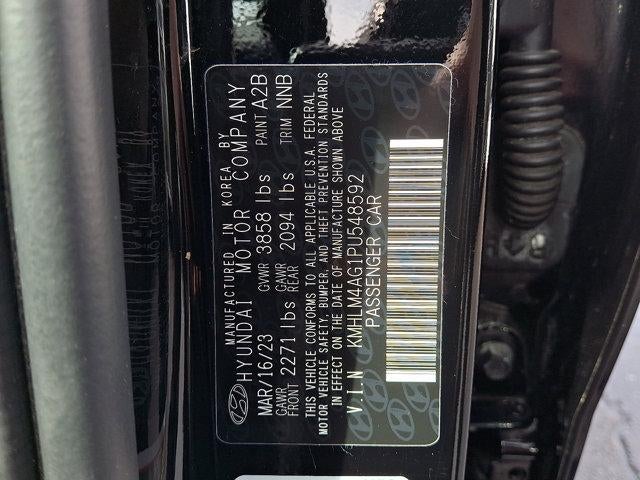 MANUFACTURED IN KOREA BY
HYUNDAI MOTOR COMPANY
MAR/16/23 GVWR 3858 lbs PAINT A2B
GAWR FRONT 2271 lbs GAWR REAR 2094 lbs TRIM NNB
THIS VEHICLE CONFORMS TO ALL APPLICABLE U.S.A. FEDERAL
MOTOR VEHICLE SAFETY, BUMPER, AND THEFT PREVENTION STANDARDS
IN EFFECT ON THE DATE OF MANUFACTURE SHOWN ABOVE
V.I.N KMHLM4AG1PU548592
PASSENGER CAR